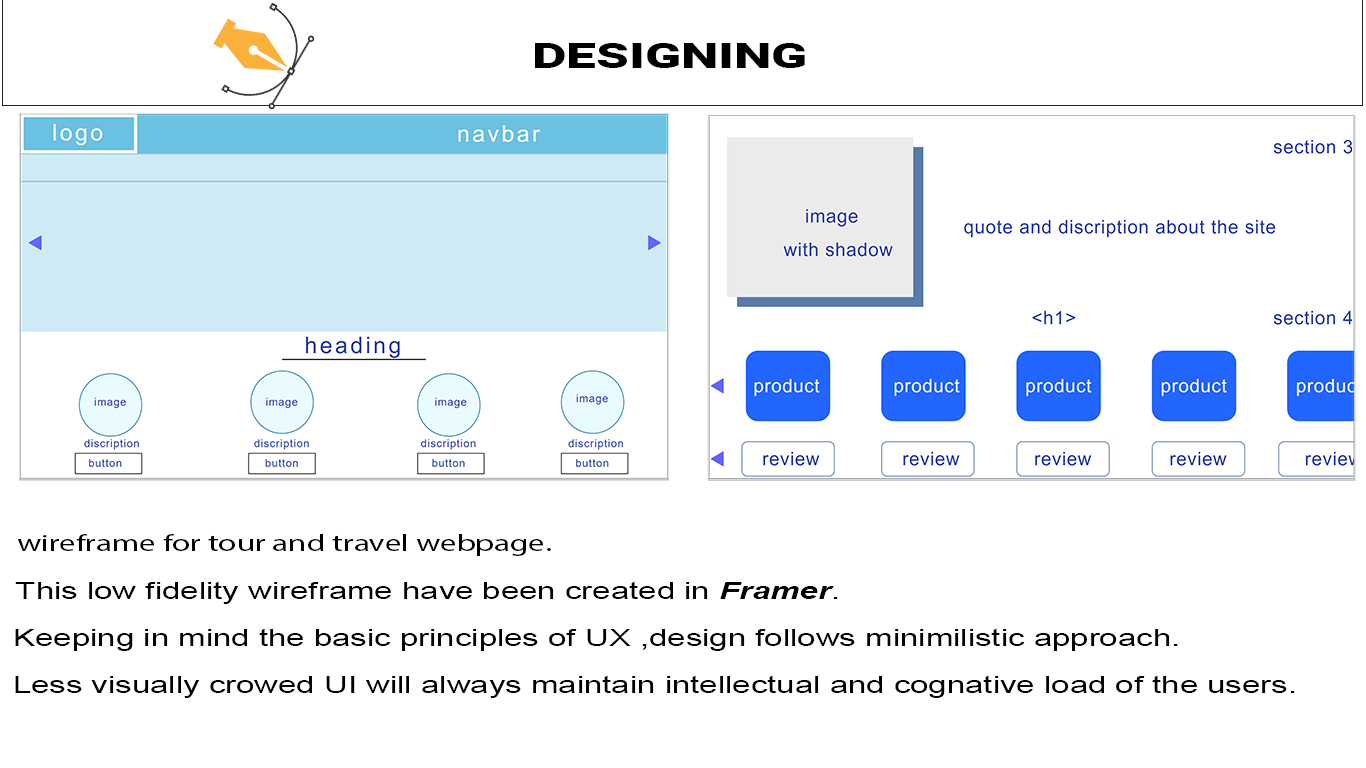 DESIGNING
logo
navbar
heading
image image image image
discription discription discription discription
button button button button
section 3
image
with shadow
quote and discription about the site
<h1>
section 4
product product product product produc
review review review review review
wireframe for tour and travel webpage.
This low fidelity wireframe have been created in Framer.
Keeping in mind the basic principles of UX ,design follows minimilistic approach.
Less visually crowed UI will always maintain intellectual and cognative load of the users.